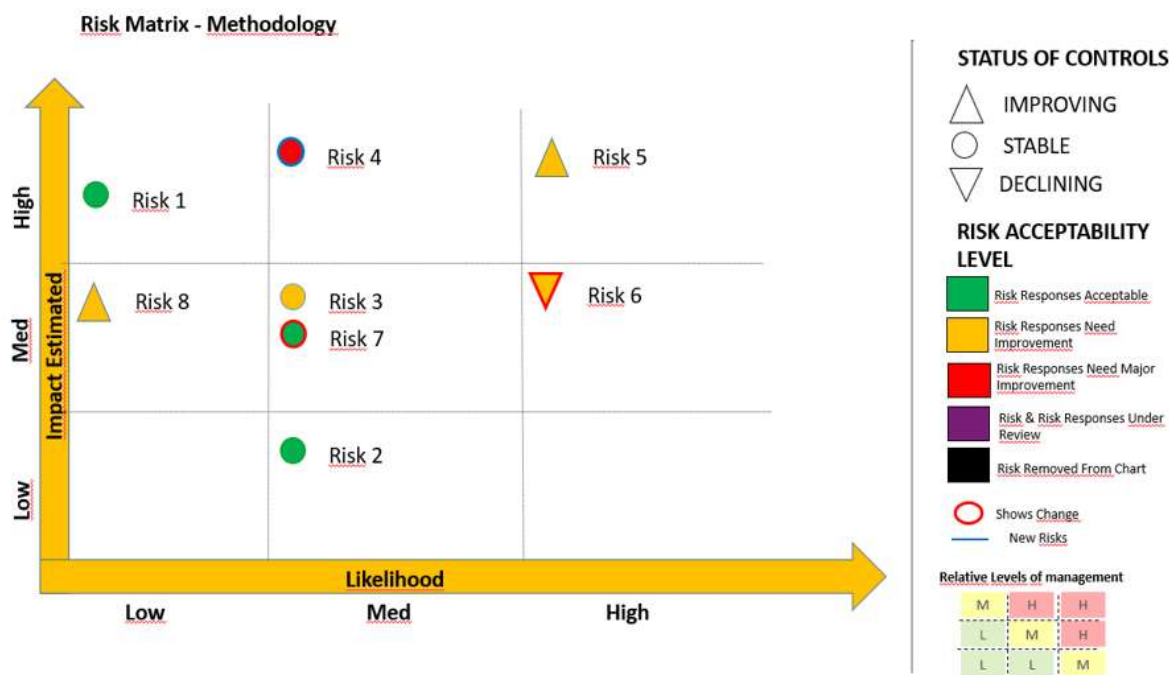 Risk Matrix - Methodology
Impact Estimated
High
Med
Low
Risk 4
Risk 5
Risk 1
Risk 8
Risk 3
Risk 6
Risk 7
Risk 2
Likelihood
Low
Med
High
STATUS OF CONTROLS
IMPROVING
STABLE
DECLINING
RISK ACCEPTABILITY
LEVEL
Risk Responses Acceptable
Risk Responses Need
Improvement
Risk Responses Need Major
Improvement
Risk & Risk Responses Under
Review
Risk Removed From Chart
Shows Change
New Risks
Relative Levels of management
M H H
L M H
L L M